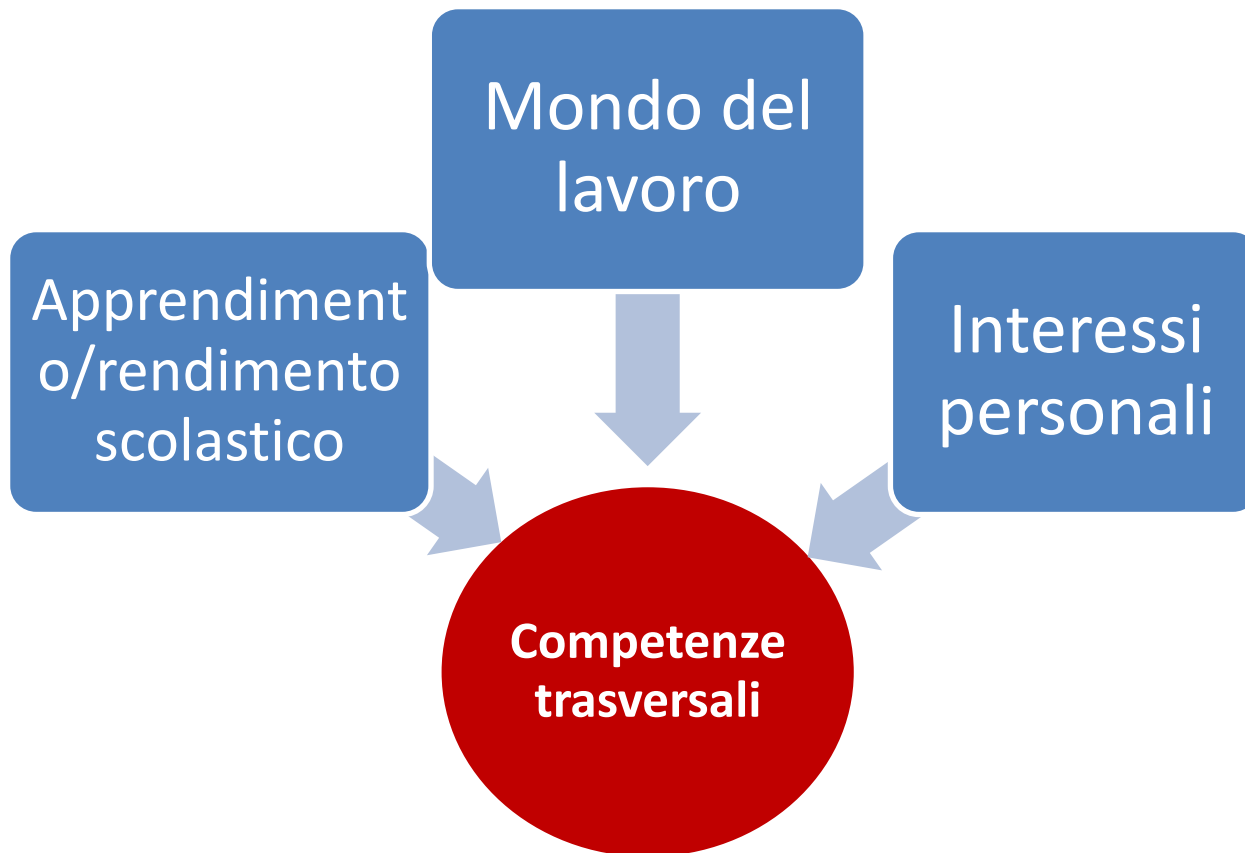 Mondo del
lavoro
Apprendiment
o/rendimento
scolastico
Interessi
personali
Competenze
trasversali